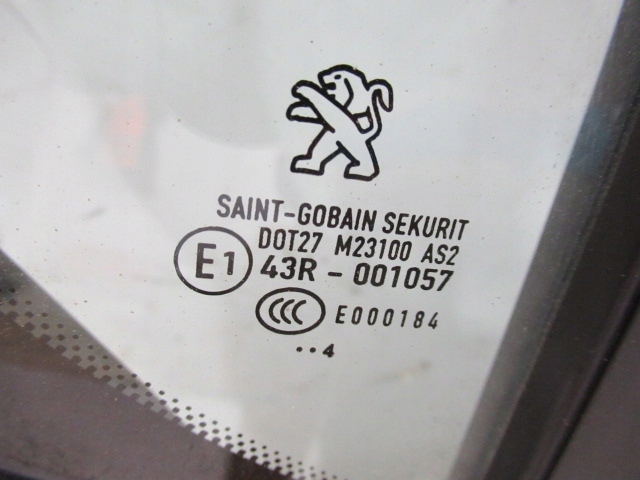 SAINT-GOBAIN SEKURIT
DOT27 M23100 AS2
E1 43R - 001057
CCC E000184
··4